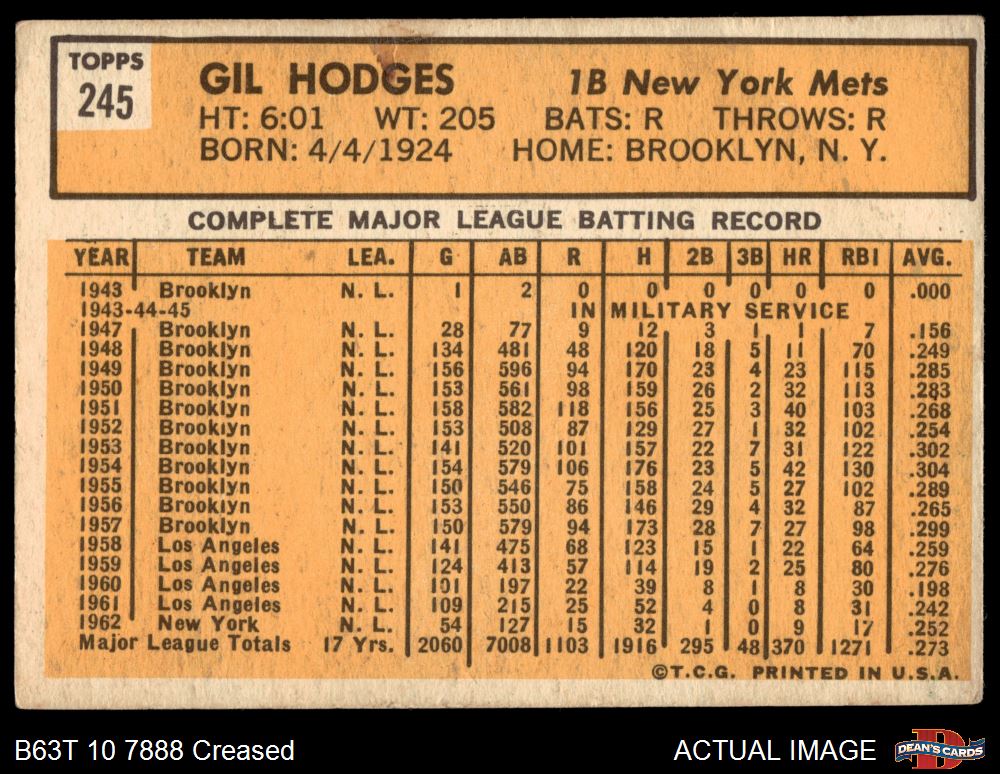 TOPPS
245
GIL HODGES 1B New York Mets
HT: 6:01 WT: 205 BATS: R THROWS: R
BORN: 4/4/1924 HOME: BROOKLYN, N. Y.
COMPLETE MAJOR LEAGUE BATTING RECORD
YEAR TEAM LEA. G AB R H 2B 3B HR RBI AVG.
1943 Brooklyn N. L. 1 2 0 0 0 0 0 0 .000
1943-44-45 IN MILITARY SERVICE
1947 Brooklyn N. L. 28 77 9 12 3 1 1 7 .156
1948 Brooklyn N. L. 134 481 48 120 18 5 11 70 .249
1949 Brooklyn N. L. 156 596 94 170 23 4 23 115 .285
1950 Brooklyn N. L. 153 561 98 159 26 2 32 113 .283
1951 Brooklyn N. L. 158 582 118 156 25 3 40 103 .268
1952 Brooklyn N. L. 153 508 87 129 27 1 32 102 .254
1953 Brooklyn N. L. 141 520 101 157 22 7 31 122 .302
1954 Brooklyn N. L. 154 579 106 176 23 5 42 130 .304
1955 Brooklyn N. L. 150 546 75 158 24 5 27 102 .289
1956 Brooklyn N. L. 153 550 86 146 29 4 32 87 .265
1957 Brooklyn N. L. 150 579 94 173 28 7 27 98 .299
1958 Los Angeles N. L. 141 475 68 123 15 1 22 64 .259
1959 Los Angeles N. L. 124 413 57 114 19 2 25 80 .276
1960 Los Angeles N. L. 101 197 22 39 8 1 8 30 .198
1961 Los Angeles N. L. 109 215 25 52 4 0 8 31 .242
1962 New York N. L. 54 127 15 32 1 0 9 17 .252
Major League Totals 17 Yrs. 2060 7008 1103 1916 295 48 370 1271 .273
©T.C.G. PRINTED IN U.S.A.
B63T 10 7888 Creased ACTUAL IMAGE
D
DEAN'S CARDS